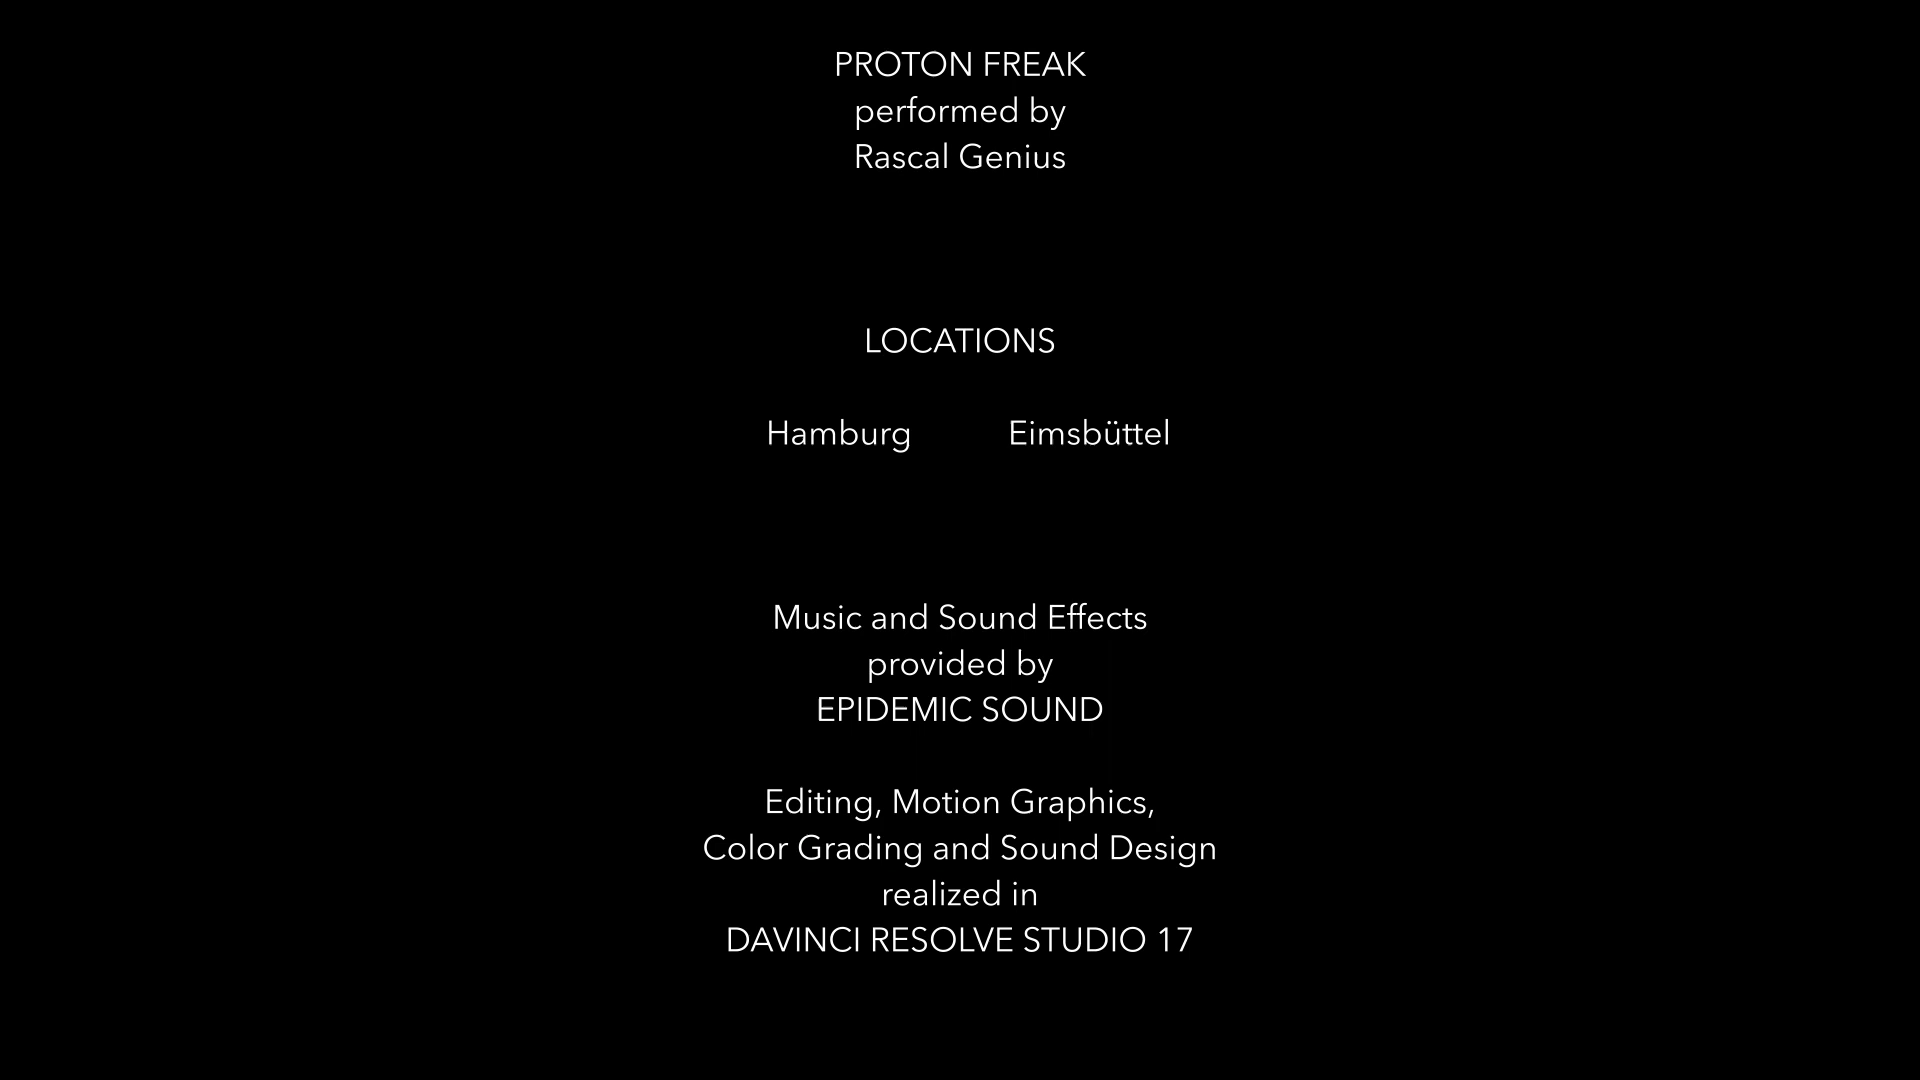 PROTON FREAK
performed by
Rascal Genius
LOCATIONS
Hamburg Eimsbüttel
Music and Sound Effects
provided by
EPIDEMIC SOUND
Editing, Motion Graphics,
Color Grading and Sound Design
realized in
DAVINCI RESOLVE STUDIO 17